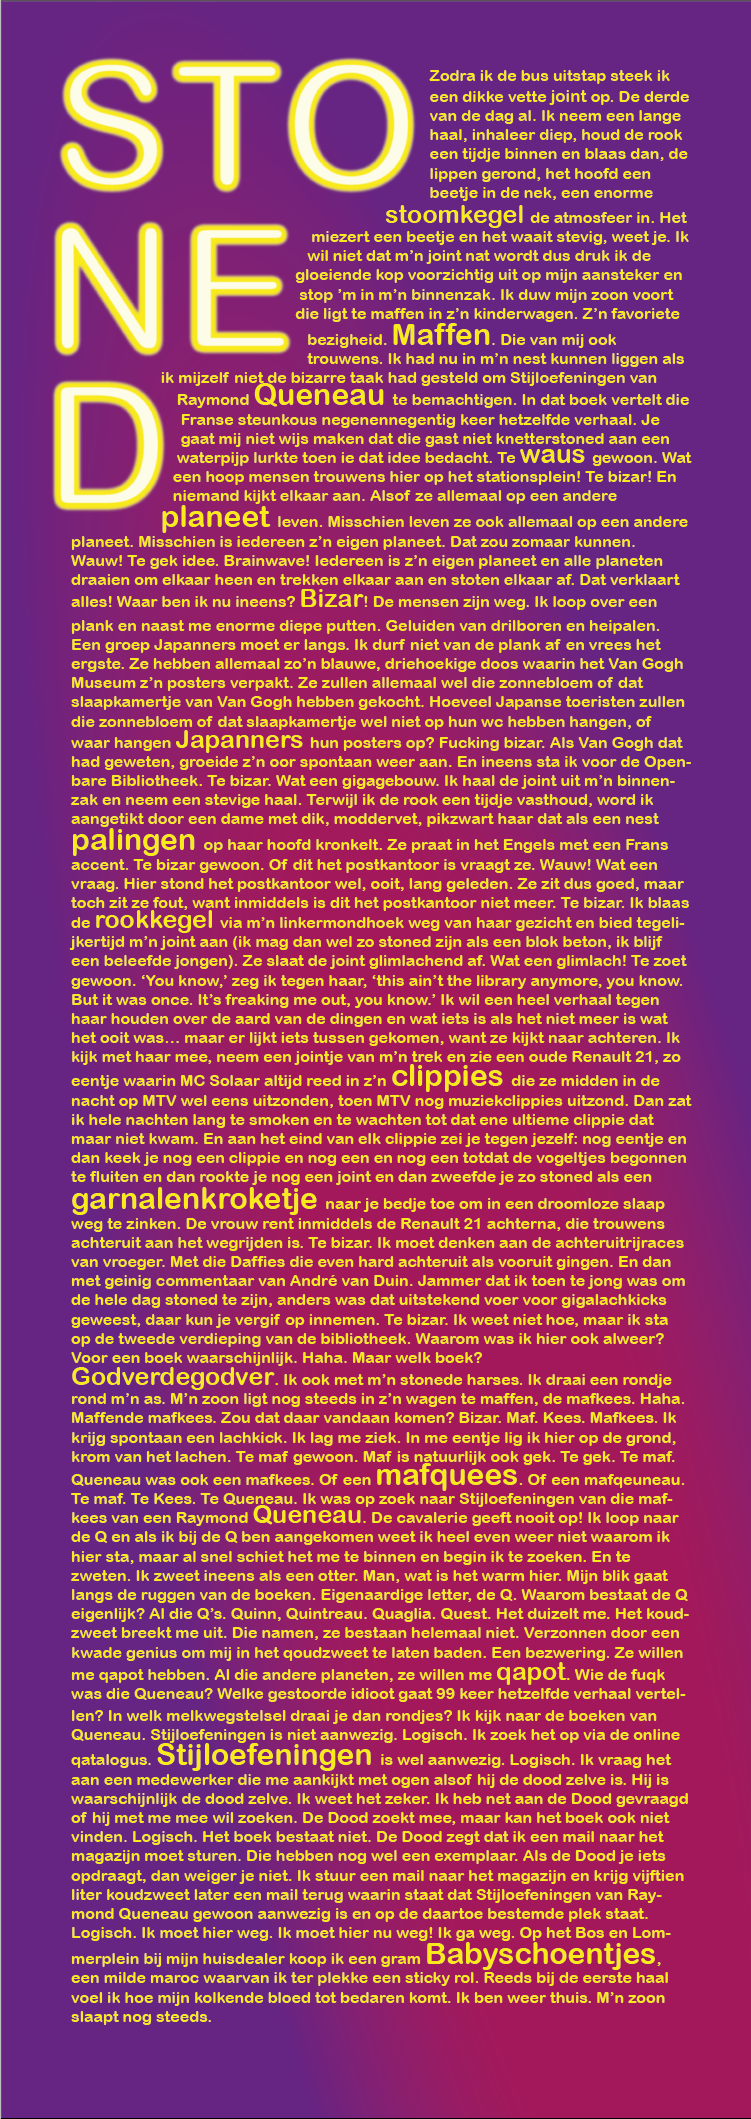 STO
NE
D
Zodra ik de bus uitstap steek ik
een dikke vette joint op. De derde
van de dag al. Ik neem een lange
haal, inhaleer diep, houd de rook
een tijdje binnen en blaas dan, de
lippen gerond, het hoofd een
beetje in de nek, een enorme
stoomkegel de atmosfeer in. Het
miezert een beetje en het waait stevig, weet je. Ik
wil niet dat m’n joint nat wordt dus druk ik de
gloeiende kop voorzichtig uit op mijn aansteker en
stop ’m in m’n binnenzak. Ik duw mijn zoon voort
die ligt te maffen in z’n kinderwagen. Z’n favoriete
bezigheid. Maffen. Die van mij ook
trouwens. Ik had nu in m’n nest kunnen liggen als
ik mijzelf niet de bizarre taak had gesteld om Stijloefeningen van
Raymond Queneau te bemachtigen. In dat boek vertelt die
Franse steunkous negenennegentig keer hetzelfde verhaal. Je
gaat mij niet wijs maken dat die gast niet knetterstoned aan een
waterpijp lurkte toen ie dat idee bedacht. Te waus gewoon. Wat
een hoop mensen trouwens hier op het stationsplein! Te bizar! En
niemand kijkt elkaar aan. Alsof ze allemaal op een andere
planeet leven. Misschien leven ze ook allemaal op een andere
planeet. Misschien is iedereen z’n eigen planeet. Dat zou zomaar kunnen.
Wauw! Te gek idee. Brainwave! Iedereen is z’n eigen planeet en alle planeten
draaien om elkaar heen en trekken elkaar aan en stoten elkaar af. Dat verklaart
alles! Waar ben ik nu ineens? Bizar! De mensen zijn weg. Ik loop over een
plank en naast me enorme diepe putten. Geluiden van drilboren en heipalen.
Een groep Japanners moet er langs. Ik durf niet van de plank af en vrees het
ergste. Ze hebben allemaal zo’n blauwe, driehoekige doos waarin het Van Gogh
Museum z’n posters verpakt. Ze zullen allemaal wel die zonnebloem of dat
slaapkamertje van Van Gogh hebben gekocht. Hoeveel Japanse toeristen zullen
die zonnebloem of dat slaapkamertje wel niet op hun wc hebben hangen, of
waar hangen Japanners hun posters op? Fucking bizar. Als Van Gogh dat
had geweten, groeide z’n oor spontaan weer aan. En ineens sta ik voor de Open-
bare Bibliotheek. Te bizar. Wat een gigagebouw. Ik haal de joint uit m’n binnen-
zak en neem een stevige haal. Terwijl ik de rook een tijdje vasthoud, word ik
aangetikt door een dame met dik, moddervet, pikzwart haar dat als een nest
palingen op haar hoofd kronkelt. Ze praat in het Engels met een Frans
accent. Te bizar gewoon. Of dit het postkantoor is vraagt ze. Wauw! Wat een
vraag. Hier stond het postkantoor wel, ooit, lang geleden. Ze zit dus goed, maar
toch zit ze fout, want inmiddels is dit het postkantoor niet meer. Te bizar. Ik blaas
de rookkegel via m’n linkermondhoek weg van haar gezicht en bied tegeli-
jkertijd m’n joint aan (ik mag dan wel zo stoned zijn als een blok beton, ik blijf
een beleefde jongen). Ze slaat de joint glimlachend af. Wat een glimlach! Te zoet
gewoon. ‘You know,’ zeg ik tegen haar, ‘this ain’t the library anymore, you know.
But it was once. It’s freaking me out, you know.’ Ik wil een heel verhaal tegen
haar houden over de aard van de dingen en wat iets is als het niet meer is wat
het ooit was… maar er lijkt iets tussen gekomen, want ze kijkt naar achteren. Ik
kijk met haar mee, neem een jointje van m’n trek en zie een oude Renault 21, zo
eentje waarin MC Solaar altijd reed in z’n clippies die ze midden in de
nacht op MTV wel eens uitzonden, toen MTV nog muziekclippies uitzond. Dan zat
ik hele nachten lang te smoken en te wachten tot dat ene ultieme clippie dat
maar niet kwam. En aan het eind van elk clippie zei je tegen jezelf: nog eentje en
dan keek je nog een clippie en nog een en nog een totdat de vogeltjes begonnen
te fluiten en dan rookte je nog een joint en dan zweefde je zo stoned als een
garnalenkroketje naar je bedje toe om in een droomloze slaap
weg te zinken. De vrouw rent inmiddels de Renault 21 achterna, die trouwens
achteruit aan het wegrijden is. Te bizar. Ik moet denken aan de achteruitrijraces
van vroeger. Met die Daffies die even hard achteruit als vooruit gingen. En dan
met geinig commentaar van André van Duin. Jammer dat ik toen te jong was om
de hele dag stoned te zijn, anders was dat uitstekend voer voor gigalachkicks
geweest, daar kun je vergif op innemen. Te bizar. Ik weet niet hoe, maar ik sta
op de tweede verdieping van de bibliotheek. Waarom was ik hier ook alweer?
Voor een boek waarschijnlijk. Haha. Maar welk boek?
Godverdegodver. Ik ook met m’n stonede harses. Ik draai een rondje
rond m’n as. M’n zoon ligt nog steeds in z’n wagen te maffen, de mafkees. Haha.
Maffende mafkees. Zou dat daar vandaan komen? Bizar. Maf. Kees. Mafkees. Ik
krijg spontaan een lachkick. Ik lag me ziek. In me eentje lig ik hier op de grond,
krom van het lachen. Te maf gewoon. Maf is natuurlijk ook gek. Te gek. Te maf.
Queneau was ook een mafkees. Of een mafquees. Of een mafqeuneau.
Te maf. Te Kees. Te Queneau. Ik was op zoek naar Stijloefeningen van die maf-
kees van een Raymond Queneau. De cavalerie geeft nooit op! Ik loop naar
de Q en als ik bij de Q ben aangekomen weet ik heel even weer niet waarom ik
hier sta, maar al snel schiet het me te binnen en begin ik te zoeken. En te
zweten. Ik zweet ineens als een otter. Man, wat is het warm hier. Mijn blik gaat
langs de ruggen van de boeken. Eigenaardige letter, de Q. Waarom bestaat de Q
eigenlijk? Al die Q’s. Quinn, Quintreau. Quaglia. Quest. Het duizelt me. Het koud-
zweet breekt me uit. Die namen, ze bestaan helemaal niet. Verzonnen door een
kwade genius om mij in het qoudzweet te laten baden. Een bezwering. Ze willen
me qapot hebben. Al die andere planeten, ze willen me qapot. Wie de fuqk
was die Queneau? Welke gestoorde idioot gaat 99 keer hetzelfde verhaal vertel-
len? In welk melkwegstelsel draai je dan rondjes? Ik kijk naar de boeken van
Queneau. Stijloefeningen is niet aanwezig. Logisch. Ik zoek het op via de online
qatalogus. Stijloefeningen is wel aanwezig. Logisch. Ik vraag het
aan een medewerker die me aankijkt met ogen alsof hij de dood zelve is. Hij is
waarschijnlijk de dood zelve. Ik weet het zeker. Ik heb net aan de Dood gevraagd
of hij met me mee wil zoeken. De Dood zoekt mee, maar kan het boek ook niet
vinden. Logisch. Het boek bestaat niet. De Dood zegt dat ik een mail naar het
magazijn moet sturen. Die hebben nog wel een exemplaar. Als de Dood je iets
opdraagt, dan weiger je niet. Ik stuur een mail naar het magazijn en krijg vijftien
liter koudzweet later een mail terug waarin staat dat Stijloefeningen van Ray-
mond Queneau gewoon aanwezig is en op de daartoe bestemde plek staat.
Logisch. Ik moet hier weg. Ik moet hier nu weg! Ik ga weg. Op het Bos en Lom-
merplein bij mijn huisdealer koop ik een gram Babyschoentjes,
een milde maroc waarvan ik ter plekke een sticky rol. Reeds bij de eerste haal
voel ik hoe mijn kolkende bloed tot bedaren komt. Ik ben weer thuis. M’n zoon
slaapt nog steeds.